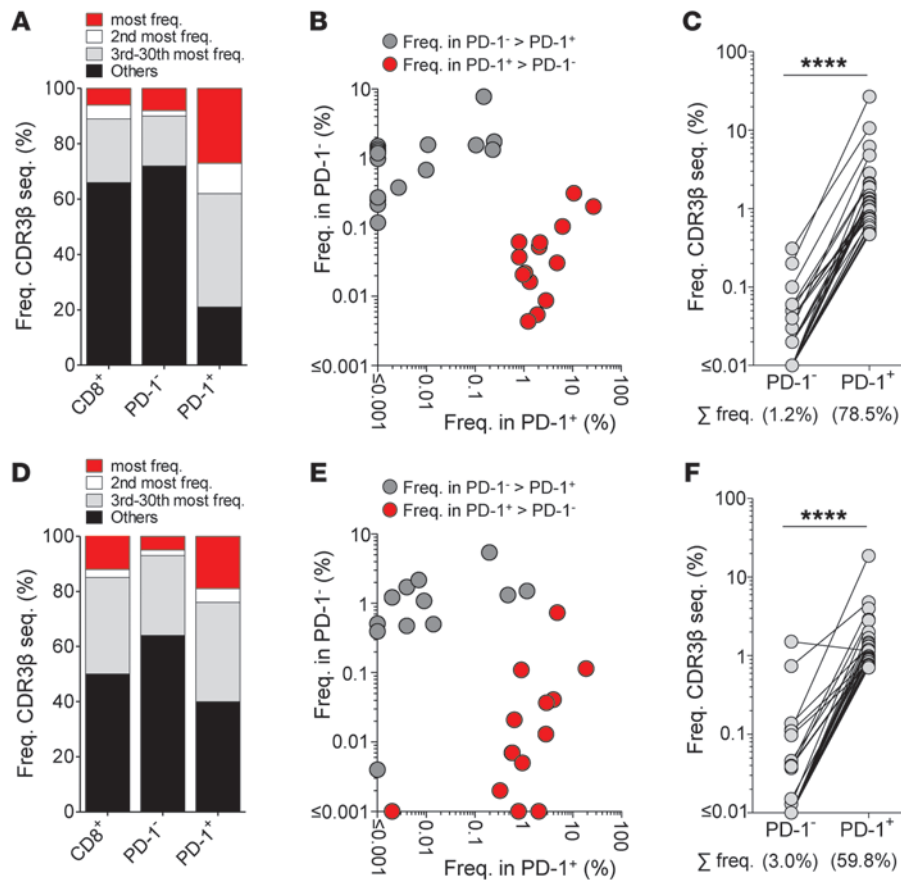 A
most freq.
2nd most freq.
3rd-30th most freq.
Others
Freq. CDR3β seq. (%)
100
80
60
40
20
0
CD8⁺
PD-1⁻
PD-1⁺
B
Freq. in PD-1⁻ > PD-1⁺
Freq. in PD-1⁺ > PD-1⁻
Freq. in PD-1⁻ (%)
10
1
0.1
0.01
≤0.001
≤0.001
0.01
0.1
1
10
100
Freq. in PD-1⁺ (%)
C
****
Freq. CDR3β seq. (%)
100
10
1
0.1
≤0.01
PD-1⁻ PD-1⁺
∑ freq. (1.2%) (78.5%)
D
most freq.
2nd most freq.
3rd-30th most freq.
Others
Freq. CDR3β seq. (%)
100
80
60
40
20
0
CD8⁺
PD-1⁻
PD-1⁺
E
Freq. in PD-1⁻ > PD-1⁺
Freq. in PD-1⁺ > PD-1⁻
Freq. in PD-1⁻ (%)
10
1
0.1
0.01
≤0.001
≤0.001
0.01
0.1
1
10
100
Freq. in PD-1⁺ (%)
F
****
Freq. CDR3β seq. (%)
100
10
1
0.1
≤0.01
PD-1⁻ PD-1⁺
∑ freq. (3.0%) (59.8%)